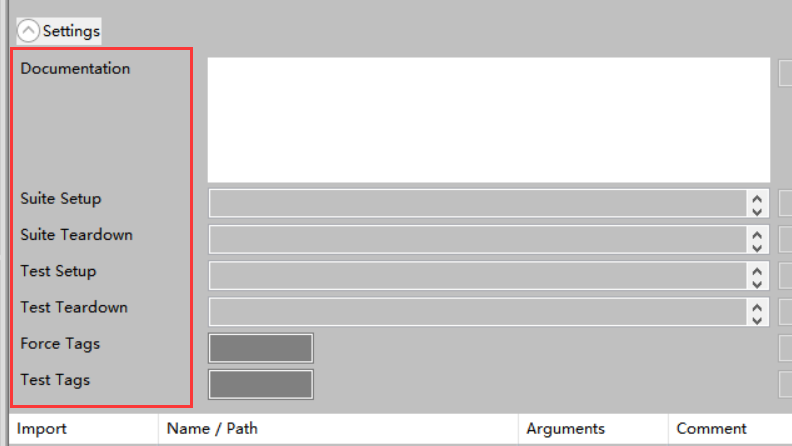 Settings
Documentation
Suite Setup
Suite Teardown
Test Setup
Test Teardown
Force Tags
Test Tags
Import Name / Path Arguments Comment